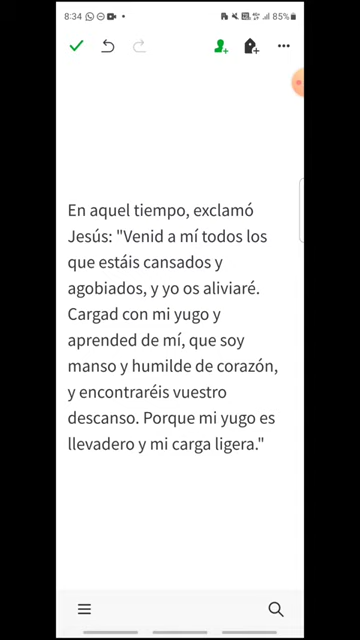 8:34
85%
En aquel tiempo, exclamó
Jesús: "Venid a mí todos los
que estáis cansados y
agobiados, y yo os aliviaré.
Cargad con mi yugo y
aprended de mí, que soy
manso y humilde de corazón,
y encontraréis vuestro
descanso. Porque mi yugo es
llevadero y mi carga ligera."